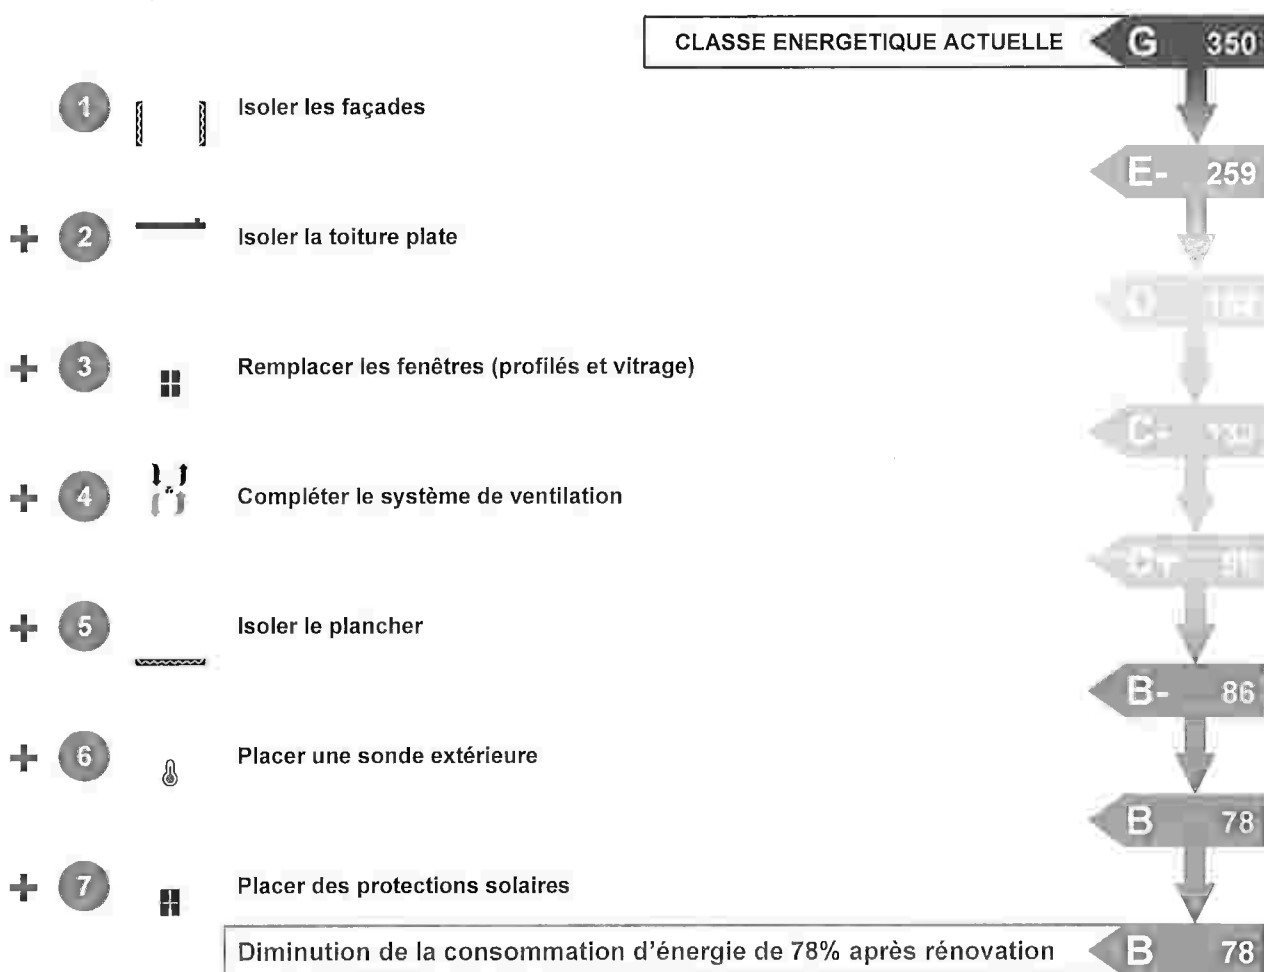 CLASSE ENERGETIQUE ACTUELLE G 350
1 Isoler les façades
E- 259
+ 2 Isoler la toiture plate
+ 3 Remplacer les fenêtres (profilés et vitrage)
C-
+ 4 Compléter le système de ventilation
+ 5 Isoler le plancher
B- 86
+ 6 Placer une sonde extérieure
B 78
+ 7 Placer des protections solaires
Diminution de la consommation d'énergie de 78% après rénovation B 78